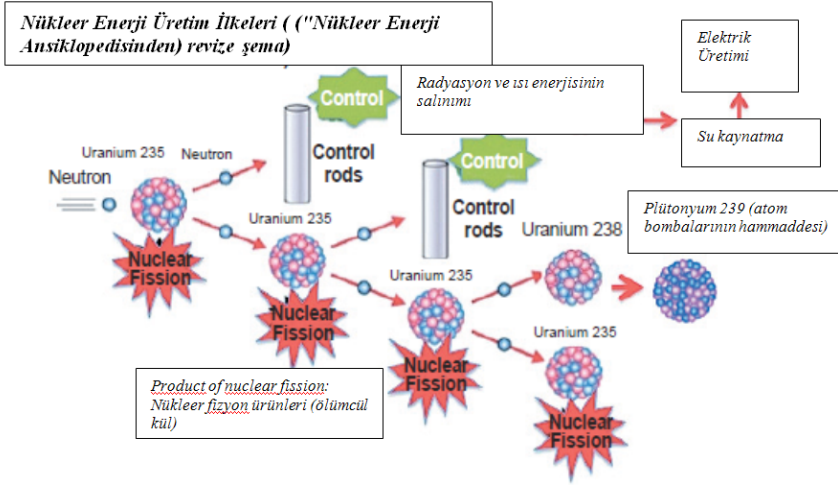 Nükleer Enerji Üretim İlkeleri ( ("Nükleer Enerji
Ansiklopedisinden) revize şema)
Elektrik
Üretimi
Radyasyon ve ısı enerjisinin
salınımı
Control
Su kaynatma
Uranium 235
Neutron
Neutron
Control
rods
Control
Control
rods
Uranium 235
Uranium 238
Plütonyum 239 (atom
bombalarının hammaddesi)
Nuclear
Fission
Uranium 235
Nuclear
Fission
Uranium 235
Nuclear
Fission
Product of nuclear fission:
Nükleer fizyon ürünleri (ölümcül
kül)
Nuclear
Fission